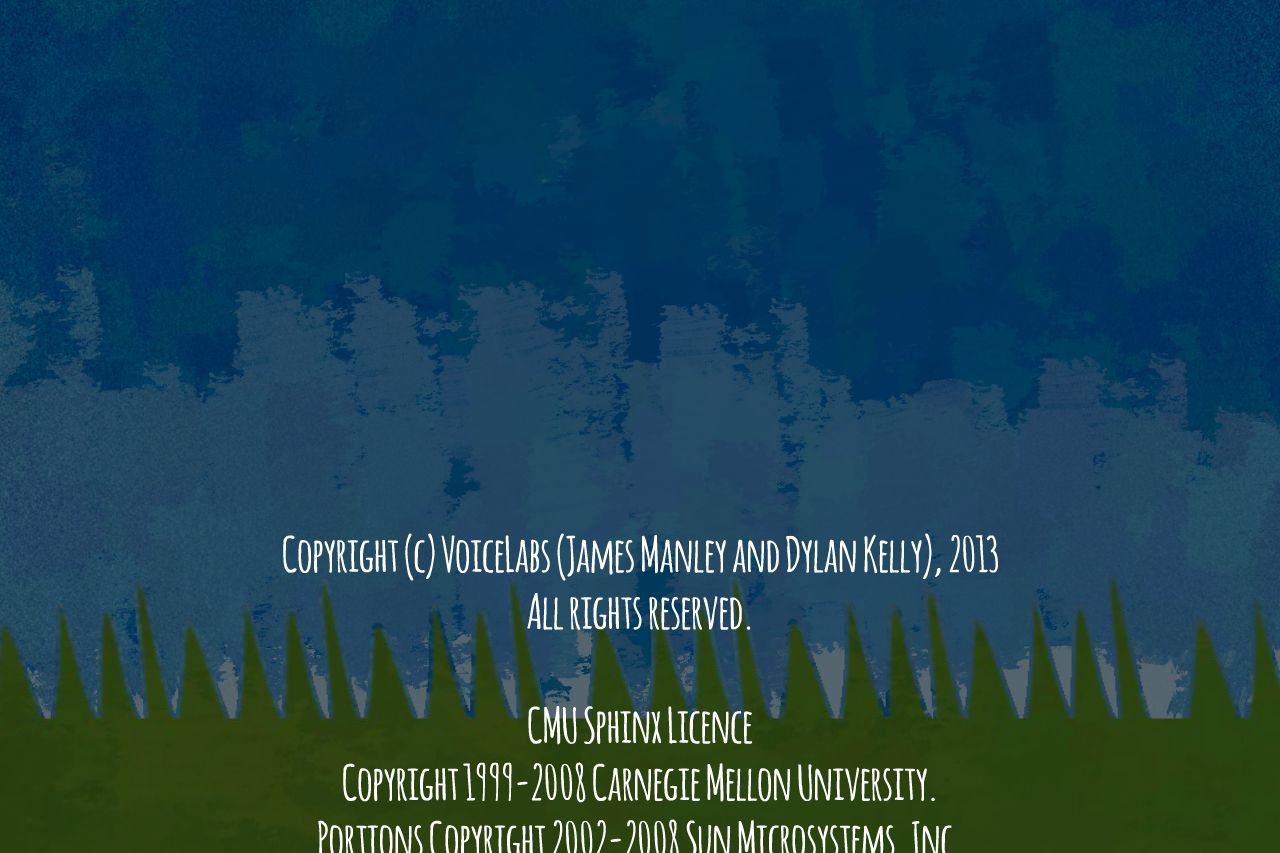 Copyright (c) VoiceLabs (James Manley and Dylan Kelly), 2013
All rights reserved.
CMU Sphinx Licence
Copyright 1999-2008 Carnegie Mellon University.
Portions Copyright 2002-2008 Sun Microsystems, Inc